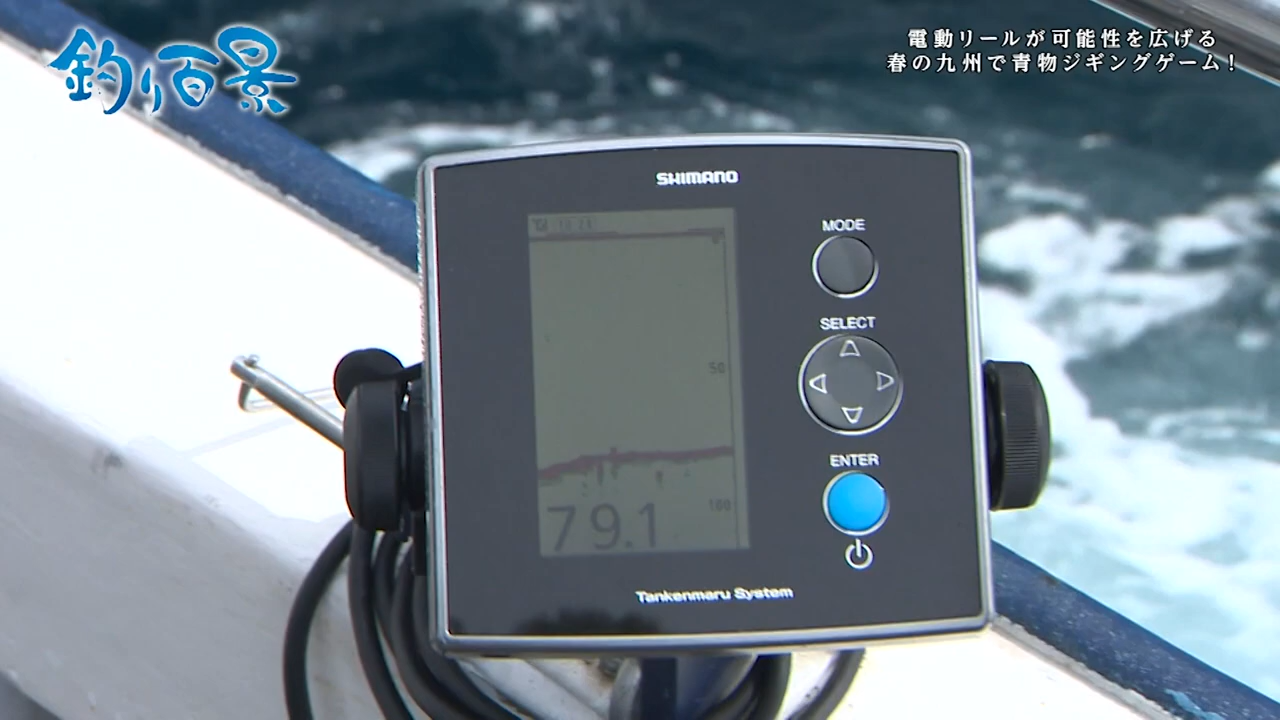 釣り百景
電動リールが可能性を広げる
春の九州で青物ジギングゲーム！
SHIMANO
MODE
SELECT
50
ENTER
100
79.1
Tankenmaru System